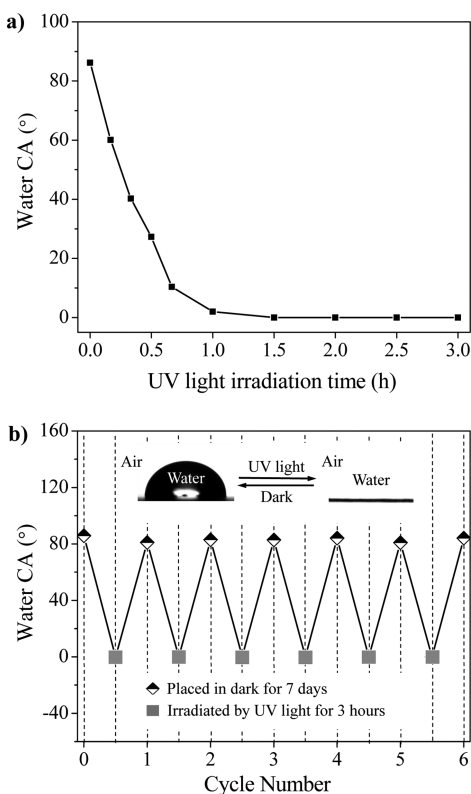 a)
100
80
60
40
20
0
Water CA (°)
0.0 0.5 1.0 1.5 2.0 2.5 3.0
UV light irradiation time (h)
b)
160
120
80
40
0
-40
Water CA (°)
Air Water UV light Dark Air Water
Placed in dark for 7 days
Irradiated by UV light for 3 hours
0 1 2 3 4 5 6
Cycle Number